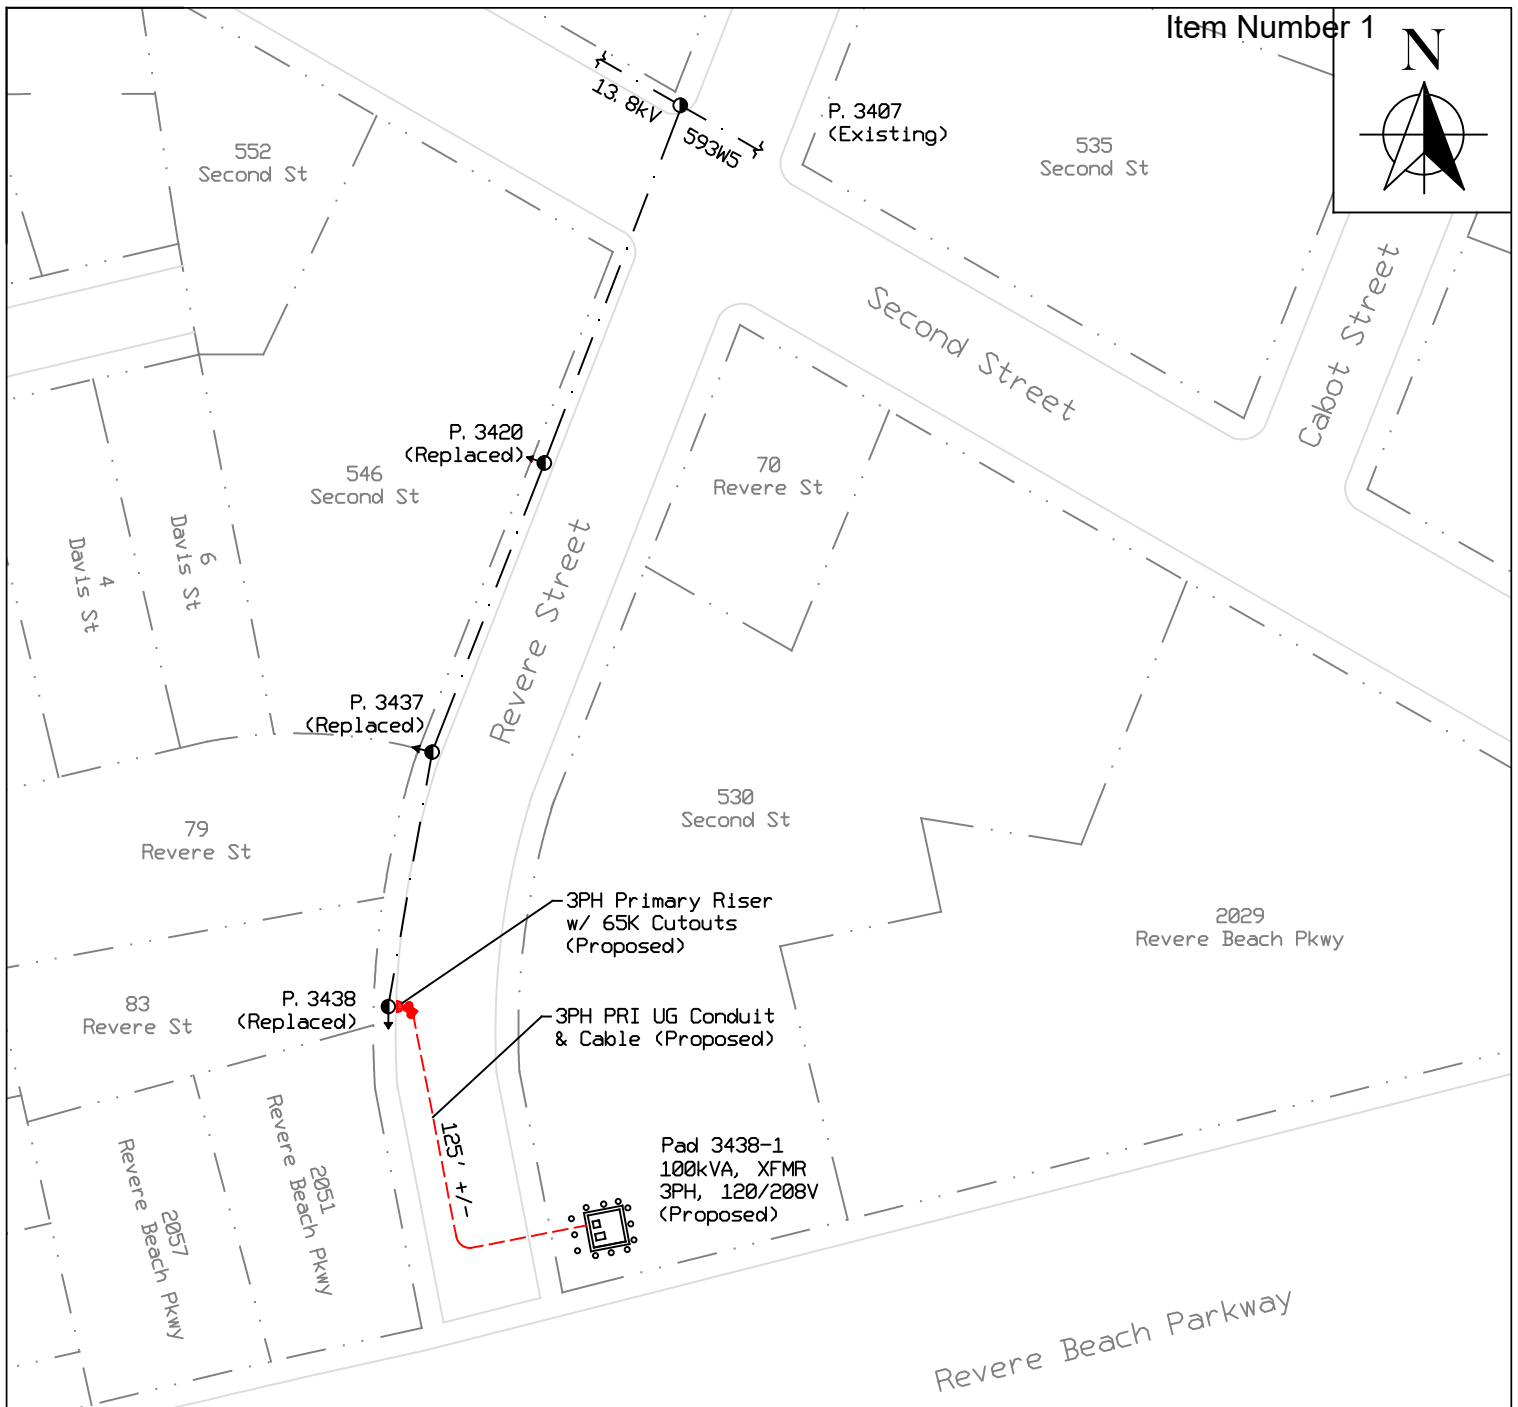 Item Number 1
N
13.8kV
593W5
P. 3407
(Existing)
552
Second St
535
Second St
Second Street
Cabot Street
P. 3420
(Replaced)
546
Second St
70
Revere St
6
Davis St
4
Davis St
Revere Street
P. 3437
(Replaced)
530
Second St
79
Revere St
3PH Primary Riser
w/ 65K Cutouts
(Proposed)
2029
Revere Beach Pkwy
P. 3438
(Replaced)
83
Revere St
3PH PRI UG Conduit
& Cable (Proposed)
125' +/-
Pad 3438-1
100kVA, XFMR
3PH, 120/208V
(Proposed)
2051
Revere Beach Pkwy
2057
Revere Beach Pkwy
Revere Beach Parkway